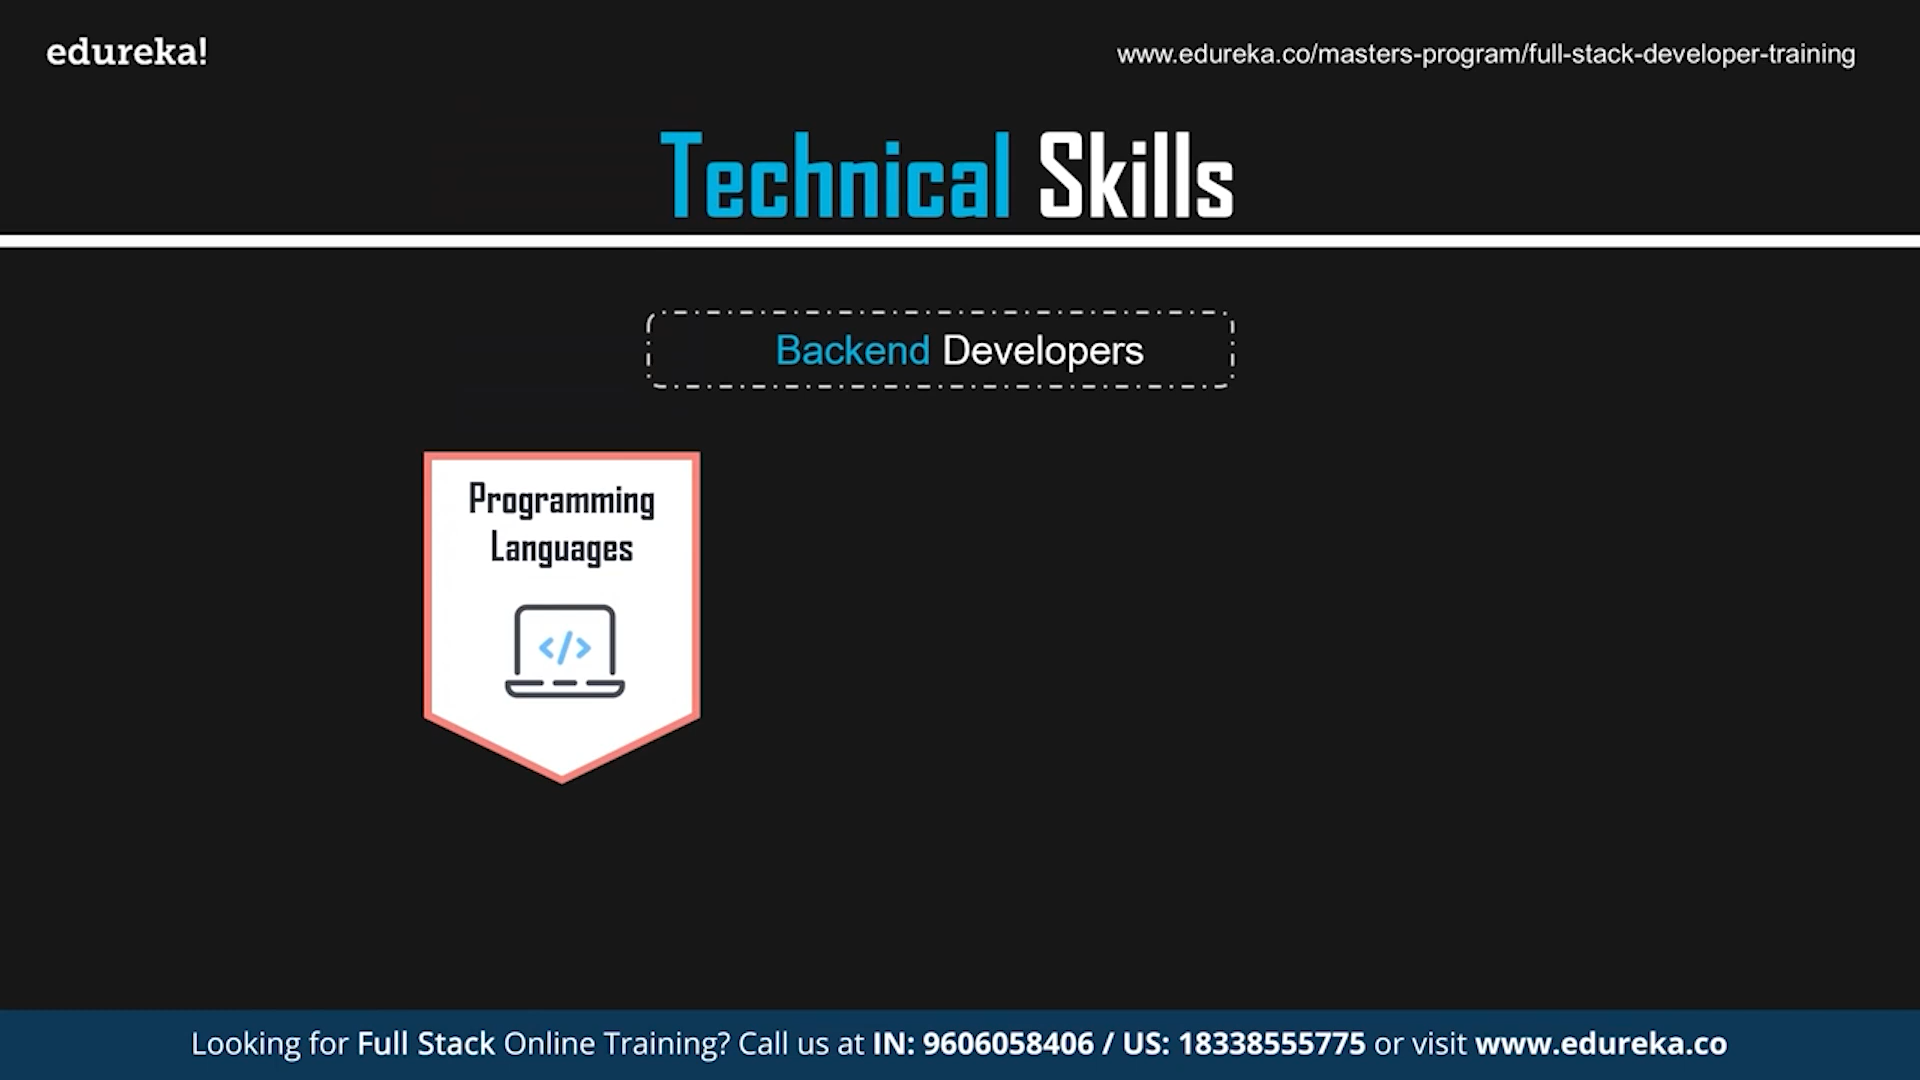 edureka!
www.edureka.co/masters-program/full-stack-developer-training
Technical Skills
Backend Developers
Programming
Languages
</>
Looking for Full Stack Online Training? Call us at IN: 9606058406 / US: 18338555775 or visit www.edureka.co